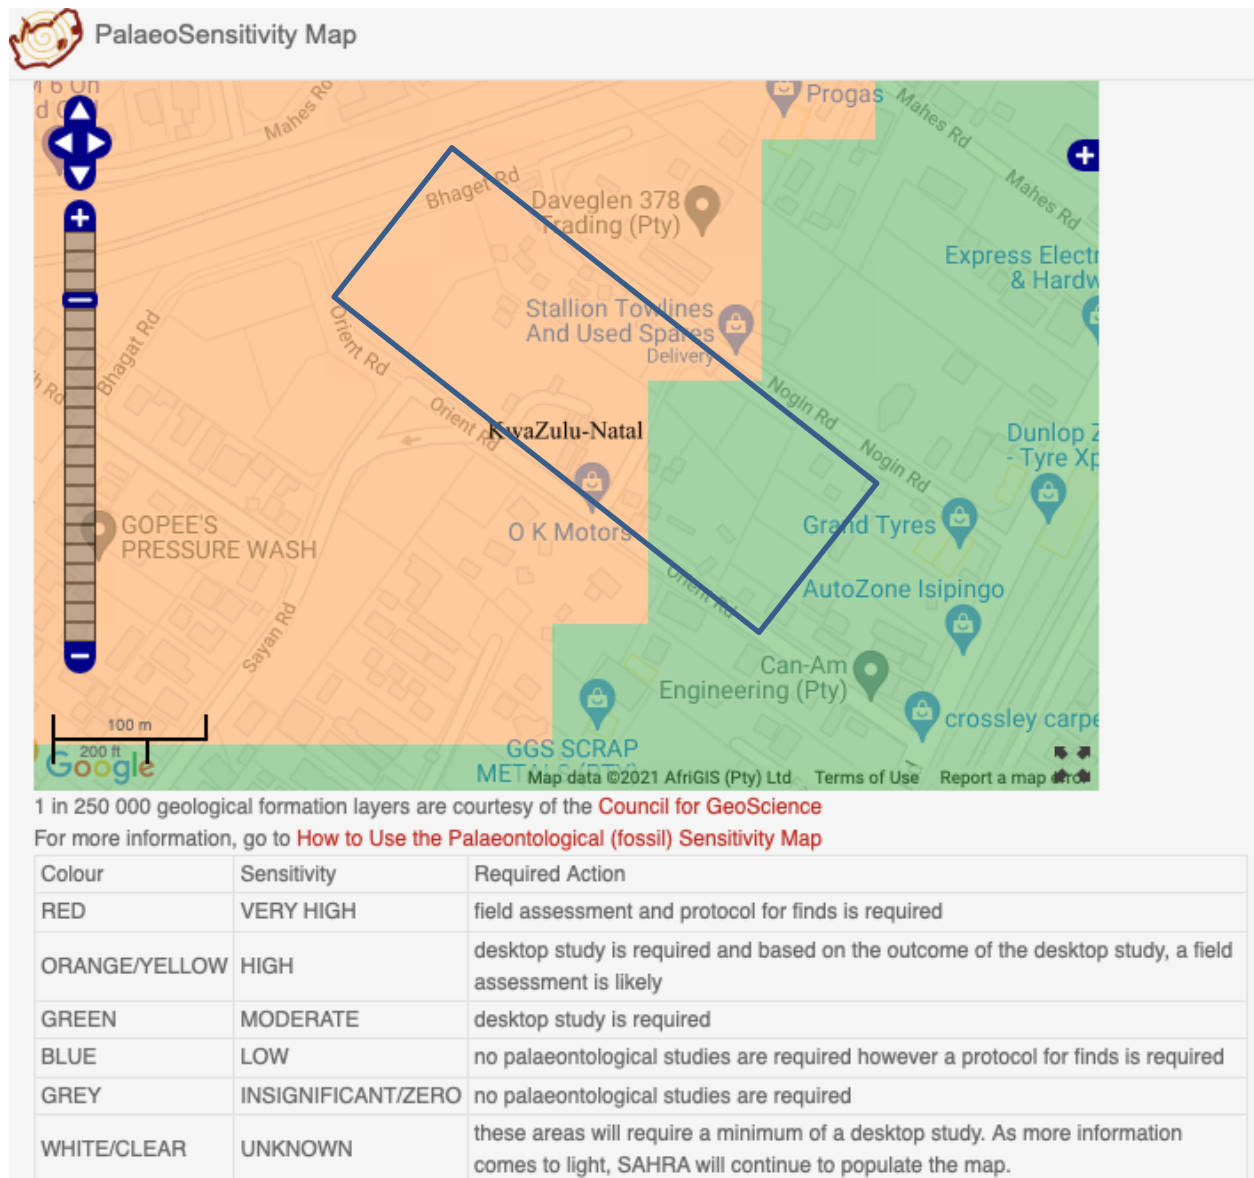 PalaeoSensitivity Map
Progas
Mahes Rd
Mahes Rd
Mahes Rd
Bhaget Rd
Daveglen 378
Trading (Pty)
Express Electr
& Hardw
Stallion Towlines
And Used Spares
Delivery
Bhagat Rd
Orient Rd
Orient Rd
KwaZulu-Natal
Nogin Rd
Nogin Rd
Dunlop Z
- Tyre Xp
O K Motors
GOPEE'S
PRESSURE WASH
Grand Tyres
Orient Rd
AutoZone Isipingo
Sayan Rd
Can-Am
Engineering (Pty)
crossley carpe
100 m
200 ft
Google
GGS SCRAP
Map data ©2021 AfriGIS (Pty) Ltd Terms of Use Report a map error
1 in 250 000 geological formation layers are courtesy of the Council for GeoScience
For more information, go to How to Use the Palaeontological (fossil) Sensitivity Map
Colour Sensitivity Required Action
RED VERY HIGH field assessment and protocol for finds is required
ORANGE/YELLOW HIGH desktop study is required and based on the outcome of the desktop study, a field
assessment is likely
GREEN MODERATE desktop study is required
BLUE LOW no palaeontological studies are required however a protocol for finds is required
GREY INSIGNIFICANT/ZERO no palaeontological studies are required
WHITE/CLEAR UNKNOWN these areas will require a minimum of a desktop study. As more information
comes to light, SAHRA will continue to populate the map.